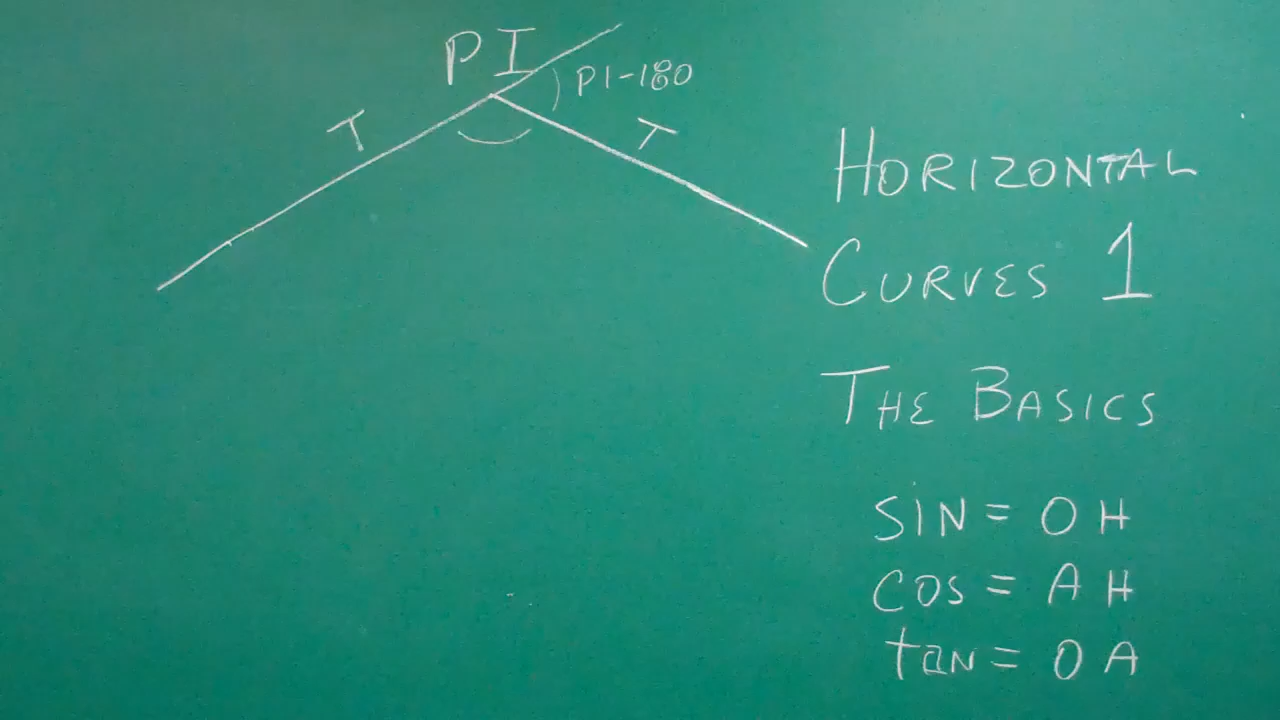 PI
PI-180
T
T
HORIZONTAL
CURVES 1
THE BASICS
SIN = O H
COS = A H
tan = O A